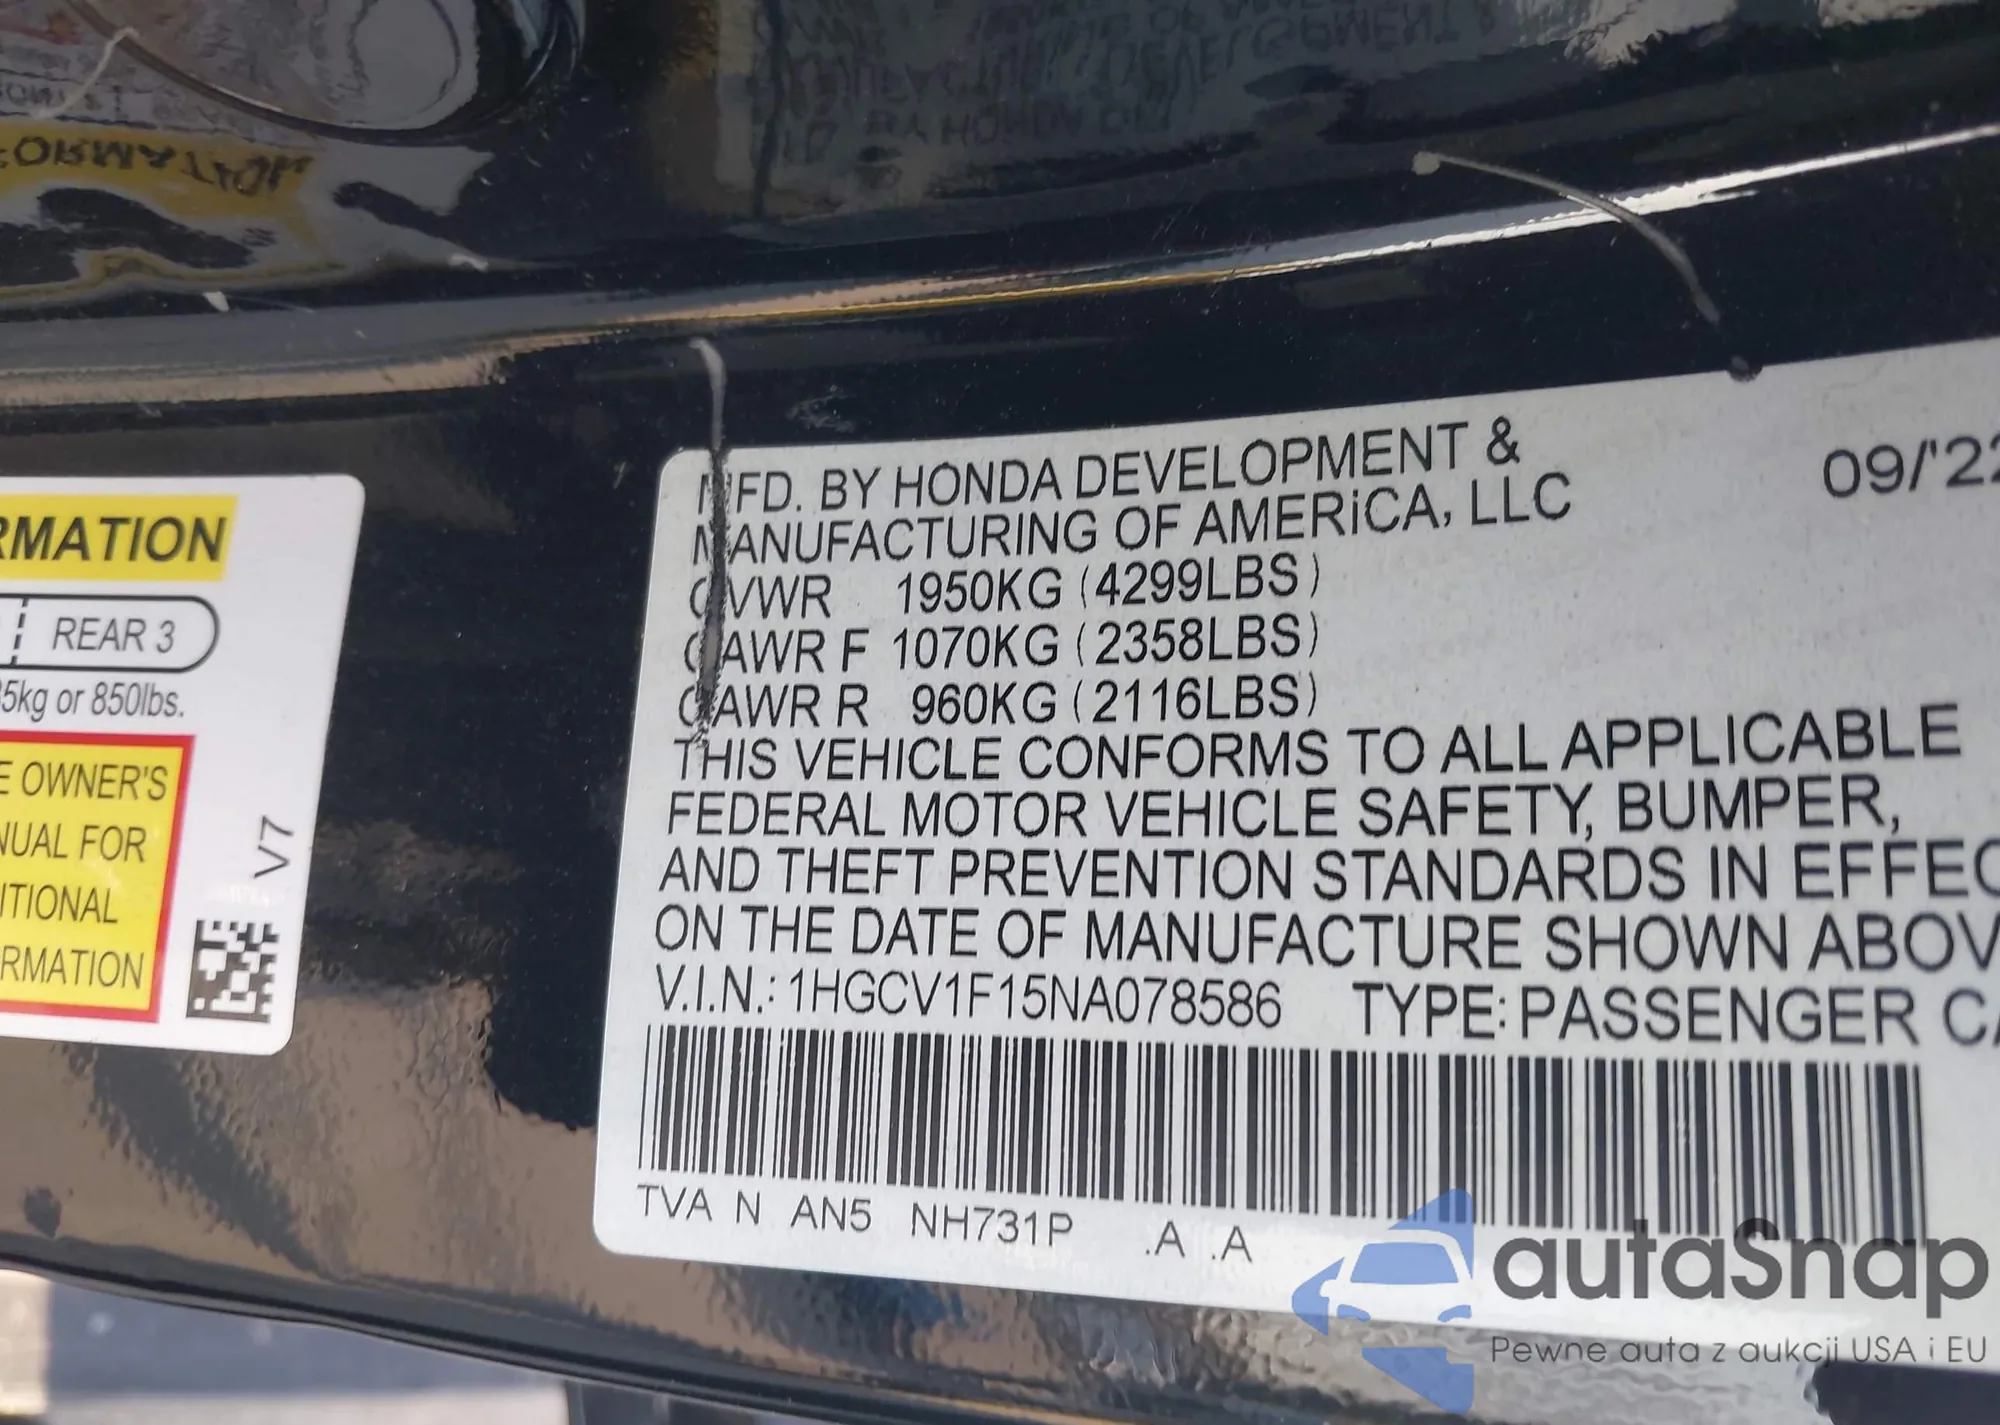 RMATION
REAR 3
5kg or 850lbs.
E OWNER'S
NUAL FOR
ITIONAL
RMATION
V7
MFD. BY HONDA DEVELOPMENT &
MANUFACTURING OF AMERiCA, LLC
09/'22
GVWR 1950KG (4299LBS)
GAWR F 1070KG (2358LBS)
GAWR R 960KG (2116LBS)
THIS VEHICLE CONFORMS TO ALL APPLICABLE
FEDERAL MOTOR VEHICLE SAFETY, BUMPER,
AND THEFT PREVENTION STANDARDS IN EFFEC
ON THE DATE OF MANUFACTURE SHOWN ABOV
V.I.N.: 1HGCV1F15NA078586 TYPE: PASSENGER CA
TVA N AN5 NH731P .A .A
autaSnap
Pewne auta z aukcji USA i EU